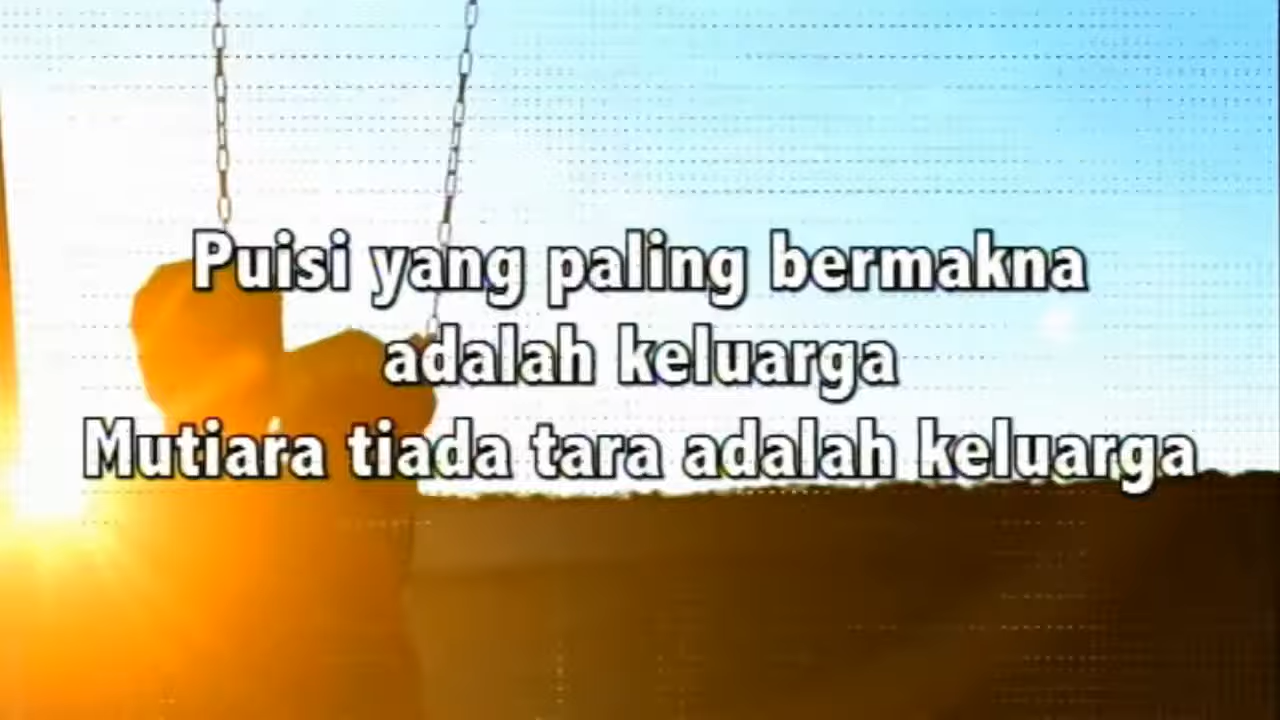 Puisi yang paling bermakna
adalah keluarga
Mutiara tiada tara adalah keluarga